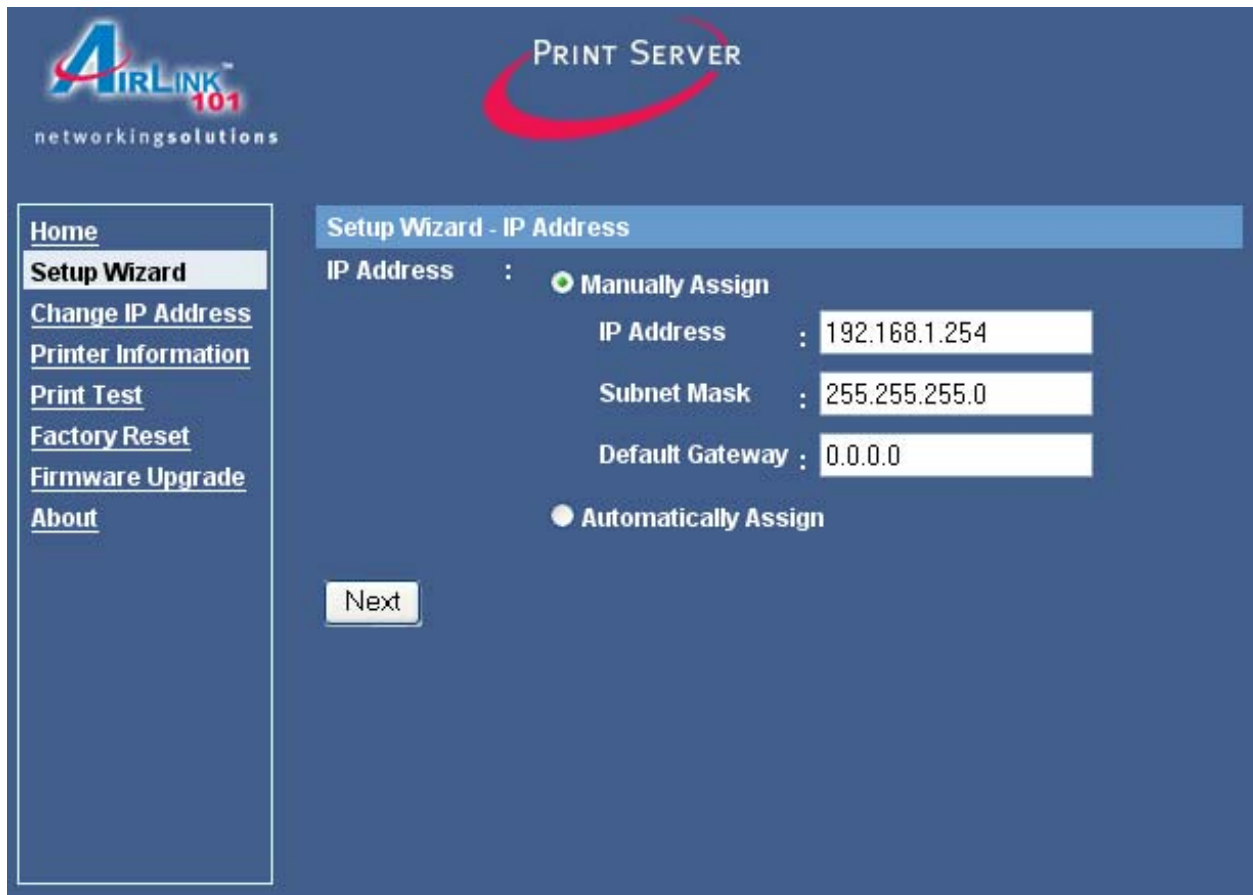 AIRLINK™
101
networkingsolutions
PRINT SERVER
Home
Setup Wizard
Change IP Address
Printer Information
Print Test
Factory Reset
Firmware Upgrade
About
Setup Wizard - IP Address
IP Address : Manually Assign
IP Address : 192.168.1.254
Subnet Mask : 255.255.255.0
Default Gateway : 0.0.0.0
Automatically Assign
Next